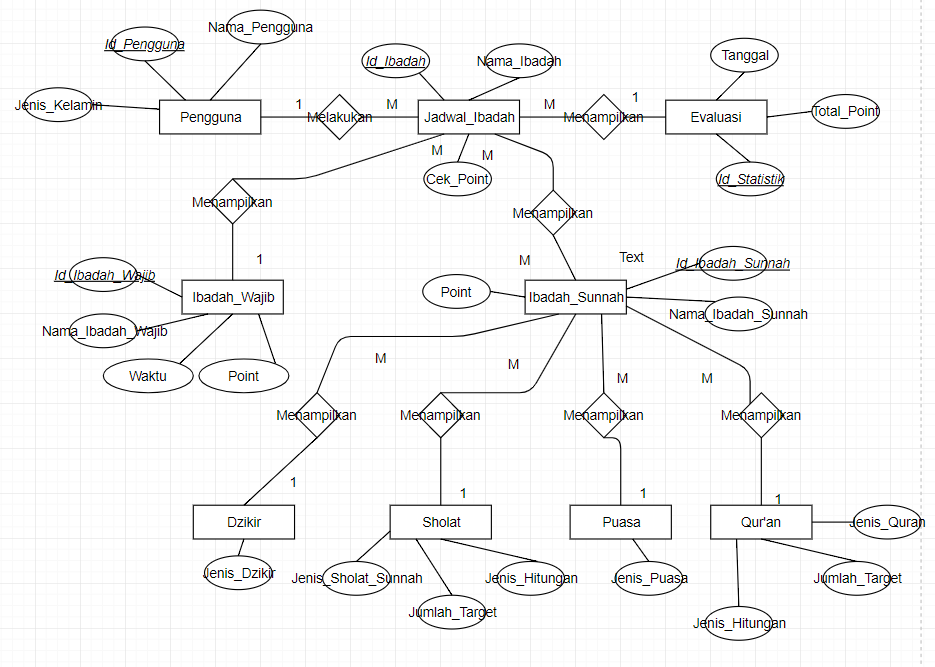 Nama_Pengguna
Id_Pengguna
Jenis_Kelamin
Pengguna
1
Melakukan
M
Id_Ibadah
Nama_Ibadah
Jadwal_Ibadah
M
Menampilkan
1
Tanggal
Evaluasi
Total_Point
Id_Statistik
M
M
Cek_Point
Menampilkan
Menampilkan
1
M
Text
Id_Ibadah_Wajib
Ibadah_Wajib
Nama_Ibadah_Wajib
Waktu
Point
Point
Ibadah_Sunnah
Id_Ibadah_Sunnah
Nama_Ibadah_Sunnah
M
M
M
M
Menampilkan
Menampilkan
Menampilkan
Menampilkan
1
1
1
1
Dzikir
Sholat
Puasa
Qur'an
Jenis_Quran
Jenis_Dzikir
Jenis_Sholat_Sunnah
Jenis_Hitungan
Jenis_Puasa
Jumlah_Target
Jumlah_Target
Jenis_Hitungan